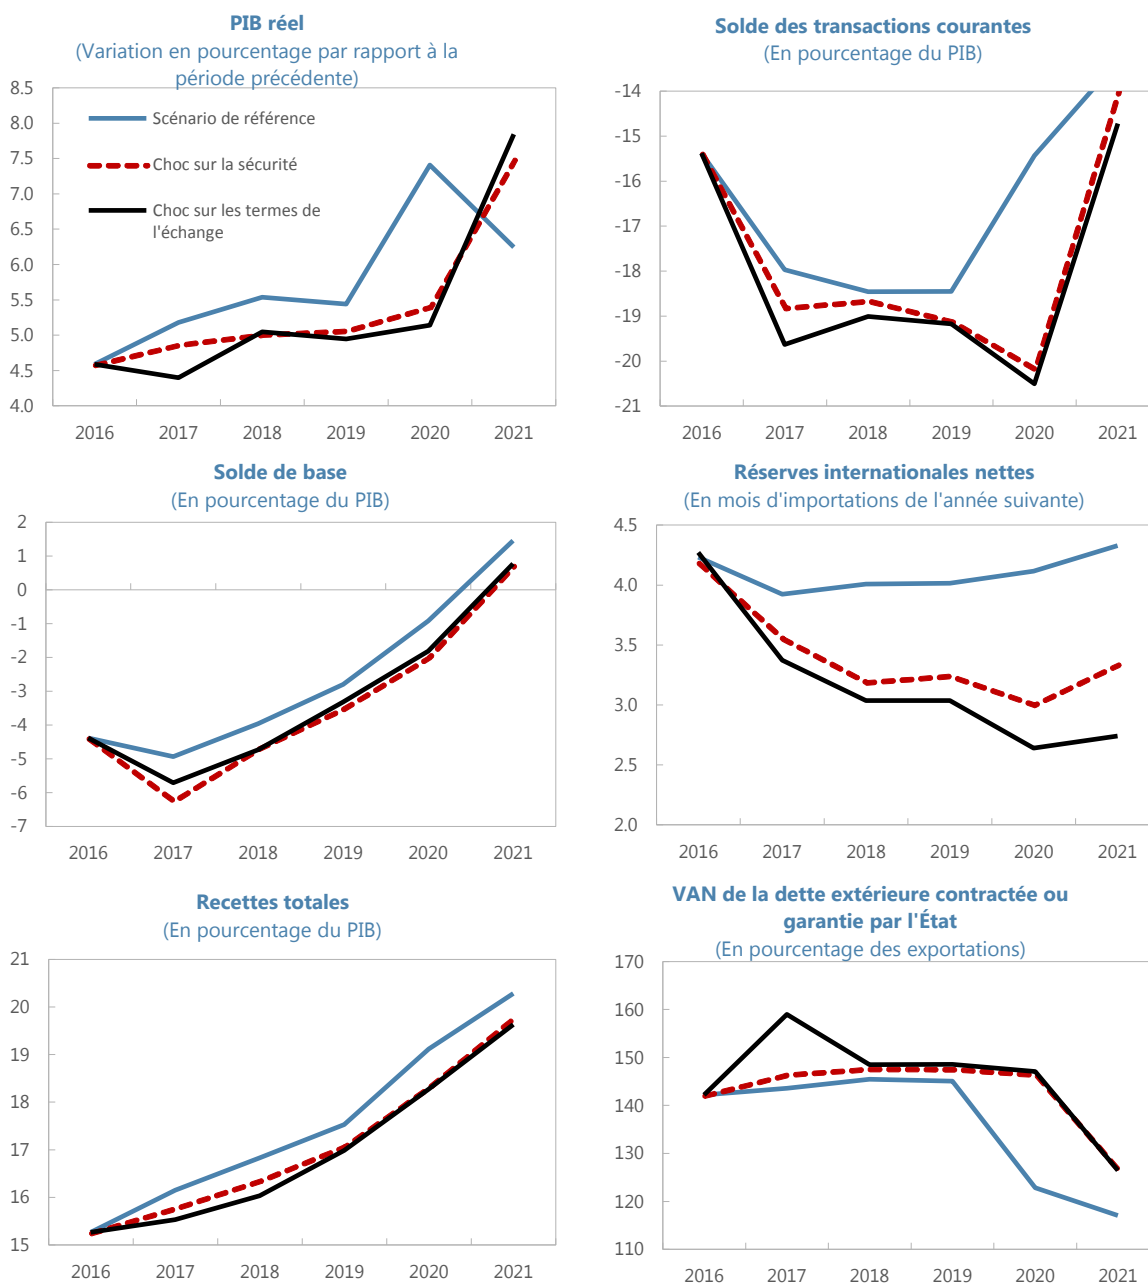 PIB réel
(Variation en pourcentage par rapport à la
période précédente)
8.5
8.0
7.5
7.0
6.5
6.0
5.5
5.0
4.5
4.0
Scénario de référence
Choc sur la sécurité
Choc sur les termes de
l'échange
2016 2017 2018 2019 2020 2021
Solde des transactions courantes
(En pourcentage du PIB)
-14
-15
-16
-17
-18
-19
-20
-21
2016 2017 2018 2019 2020 2021
Solde de base
(En pourcentage du PIB)
2
1
0
-1
-2
-3
-4
-5
-6
-7
2016 2017 2018 2019 2020 2021
Réserves internationales nettes
(En mois d'importations de l'année suivante)
4.5
4.0
3.5
3.0
2.5
2.0
2016 2017 2018 2019 2020 2021
Recettes totales
(En pourcentage du PIB)
21
20
19
18
17
16
15
2016 2017 2018 2019 2020 2021
VAN de la dette extérieure contractée ou
garantie par l'État
(En pourcentage des exportations)
170
160
150
140
130
120
110
2016 2017 2018 2019 2020 2021